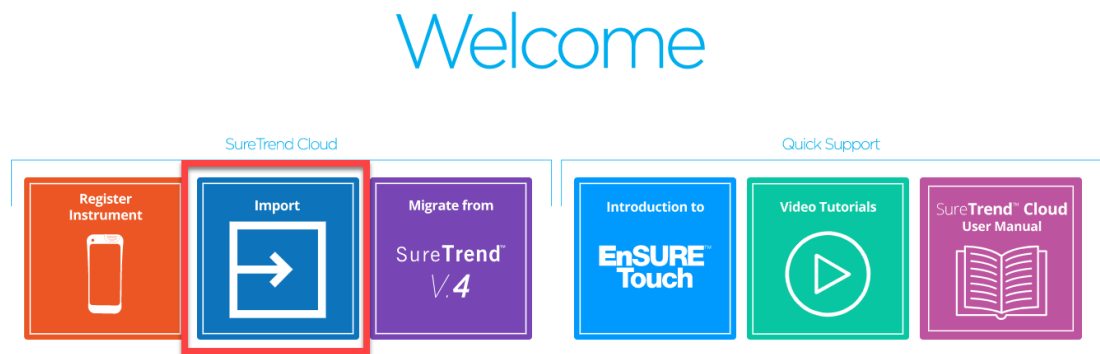 Welcome
SureTrend Cloud
Quick Support
Register
Instrument
Import
Migrate from
SureTrend™
V.4
Introduction to
EnSURE™
Touch
Video Tutorials
SureTrend™ Cloud
User Manual